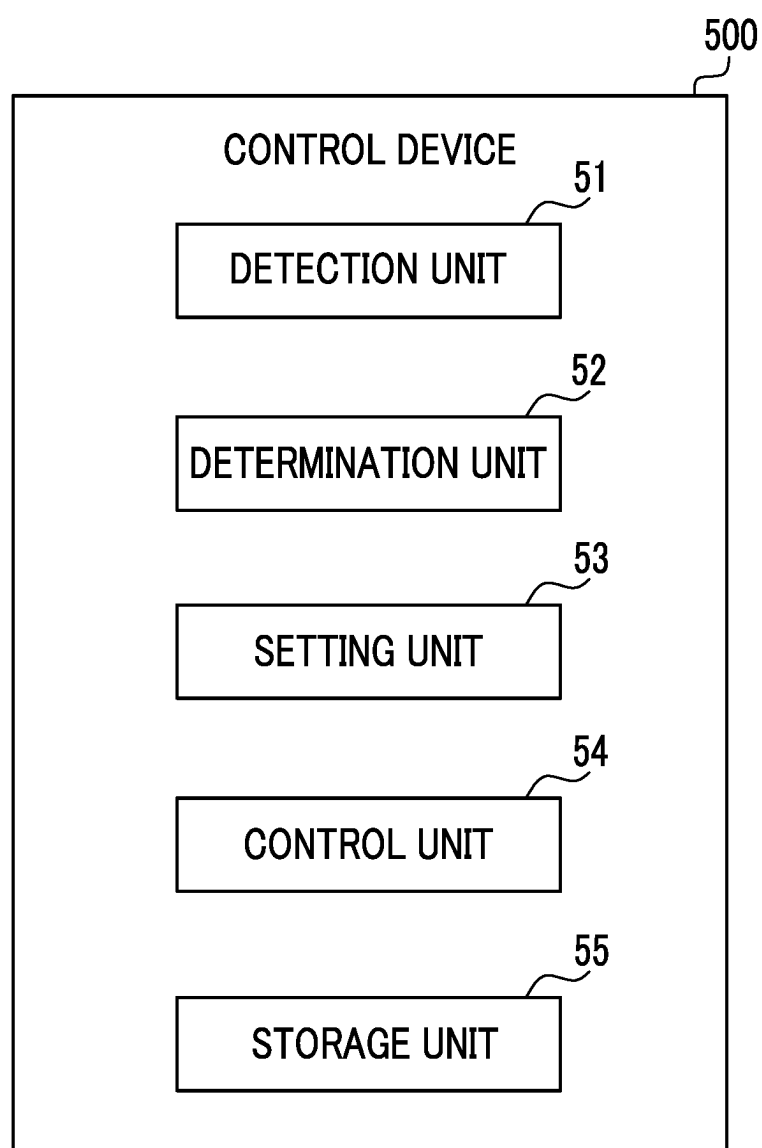 500
CONTROL DEVICE
51
DETECTION UNIT
52
DETERMINATION UNIT
53
SETTING UNIT
54
CONTROL UNIT
55
STORAGE UNIT